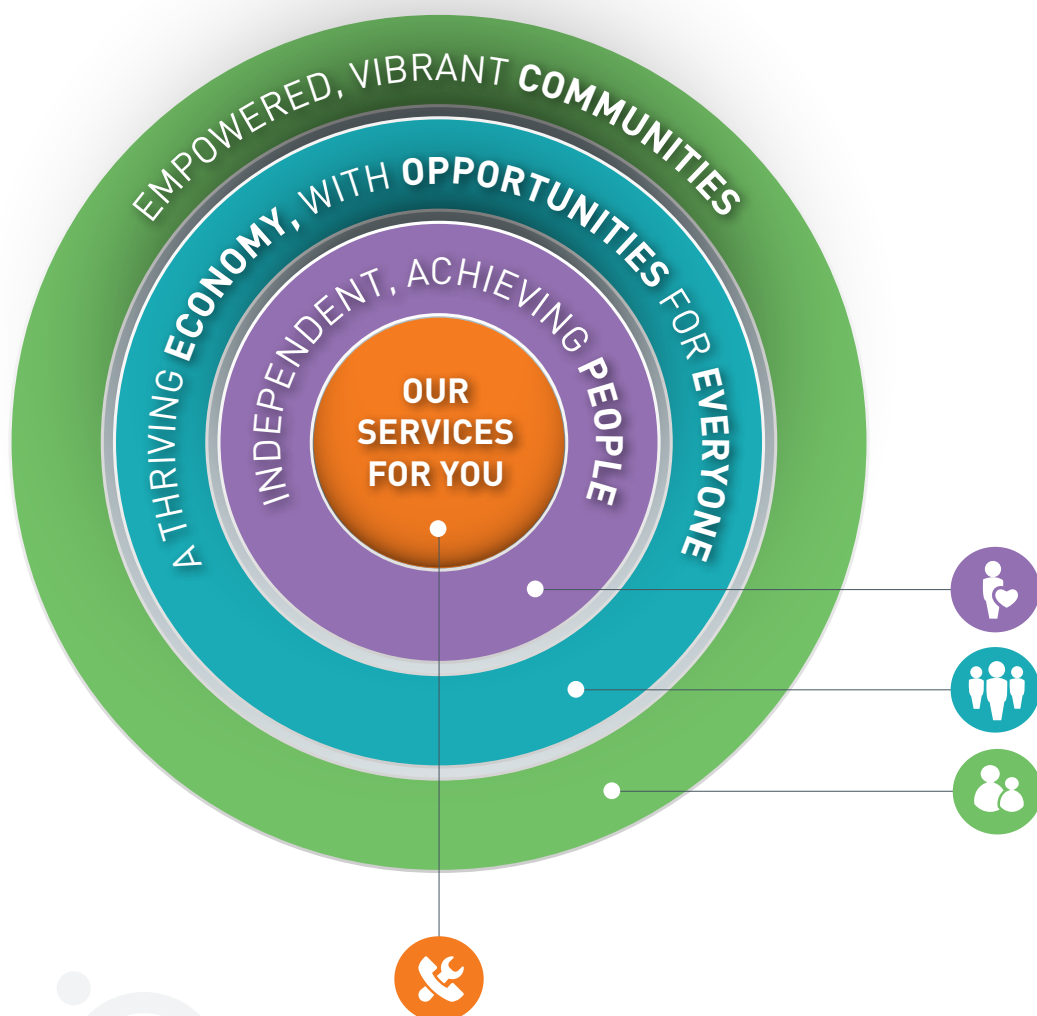 EMPOWERED, VIBRANT COMMUNITIES
A THRIVING ECONOMY, WITH OPPORTUNITIES FOR EVERYONE
INDEPENDENT, ACHIEVING PEOPLE
OUR
SERVICES
FOR YOU